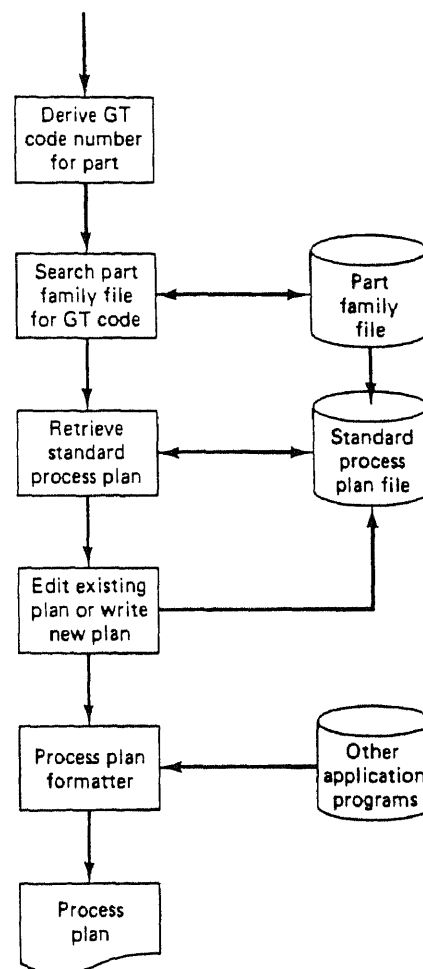 Derive GT
code number
for part
Search part
family file
for GT code
Part
family
file
Retrieve
standard
process plan
Standard
process
plan file
Edit existing
plan or write
new plan
Process plan
formatter
Other
application
programs
Process
plan